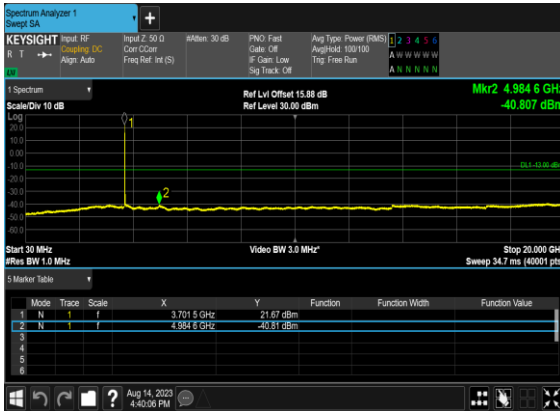 Spectrum Analyzer 1
Swept SA
KEYSIGHT
R T
Input: RF
Coupling: DC
Align: Auto
Input Z: 50 Ω
Corr CCorr
Freq Ref: Int (S)
#Atten: 30 dB
PNO: Fast
Gate: Off
IF Gain: Low
Sig Track: Off
Avg Type: Power (RMS)
Avg|Hold: 100/100
Trig: Free Run
1 2 3 4 5 6
A W W W W W
A N N N N N
1 Spectrum
Scale/Div 10 dB
Ref Lvl Offset 15.88 dB
Ref Level 30.00 dBm
Mkr2 4.984 6 GHz
-40.807 dBm
Log
20.0
10.0
0.00
-10.0
-20.0
-30.0
-40.0
-50.0
-60.0
1
2
DL1 -13.00 dBm
Start 30 MHz
#Res BW 1.0 MHz
Video BW 3.0 MHz*
Stop 20.000 GHz
Sweep 34.7 ms (40001 pts)
5 Marker Table
Mode Trace Scale X Y Function Function Width Function Value
1 N 1 f 3.701 5 GHz 21.67 dBm
2 N 1 f 4.984 6 GHz -40.81 dBm
3
4
5
6
?
Aug 14, 2023
4:40:06 PM